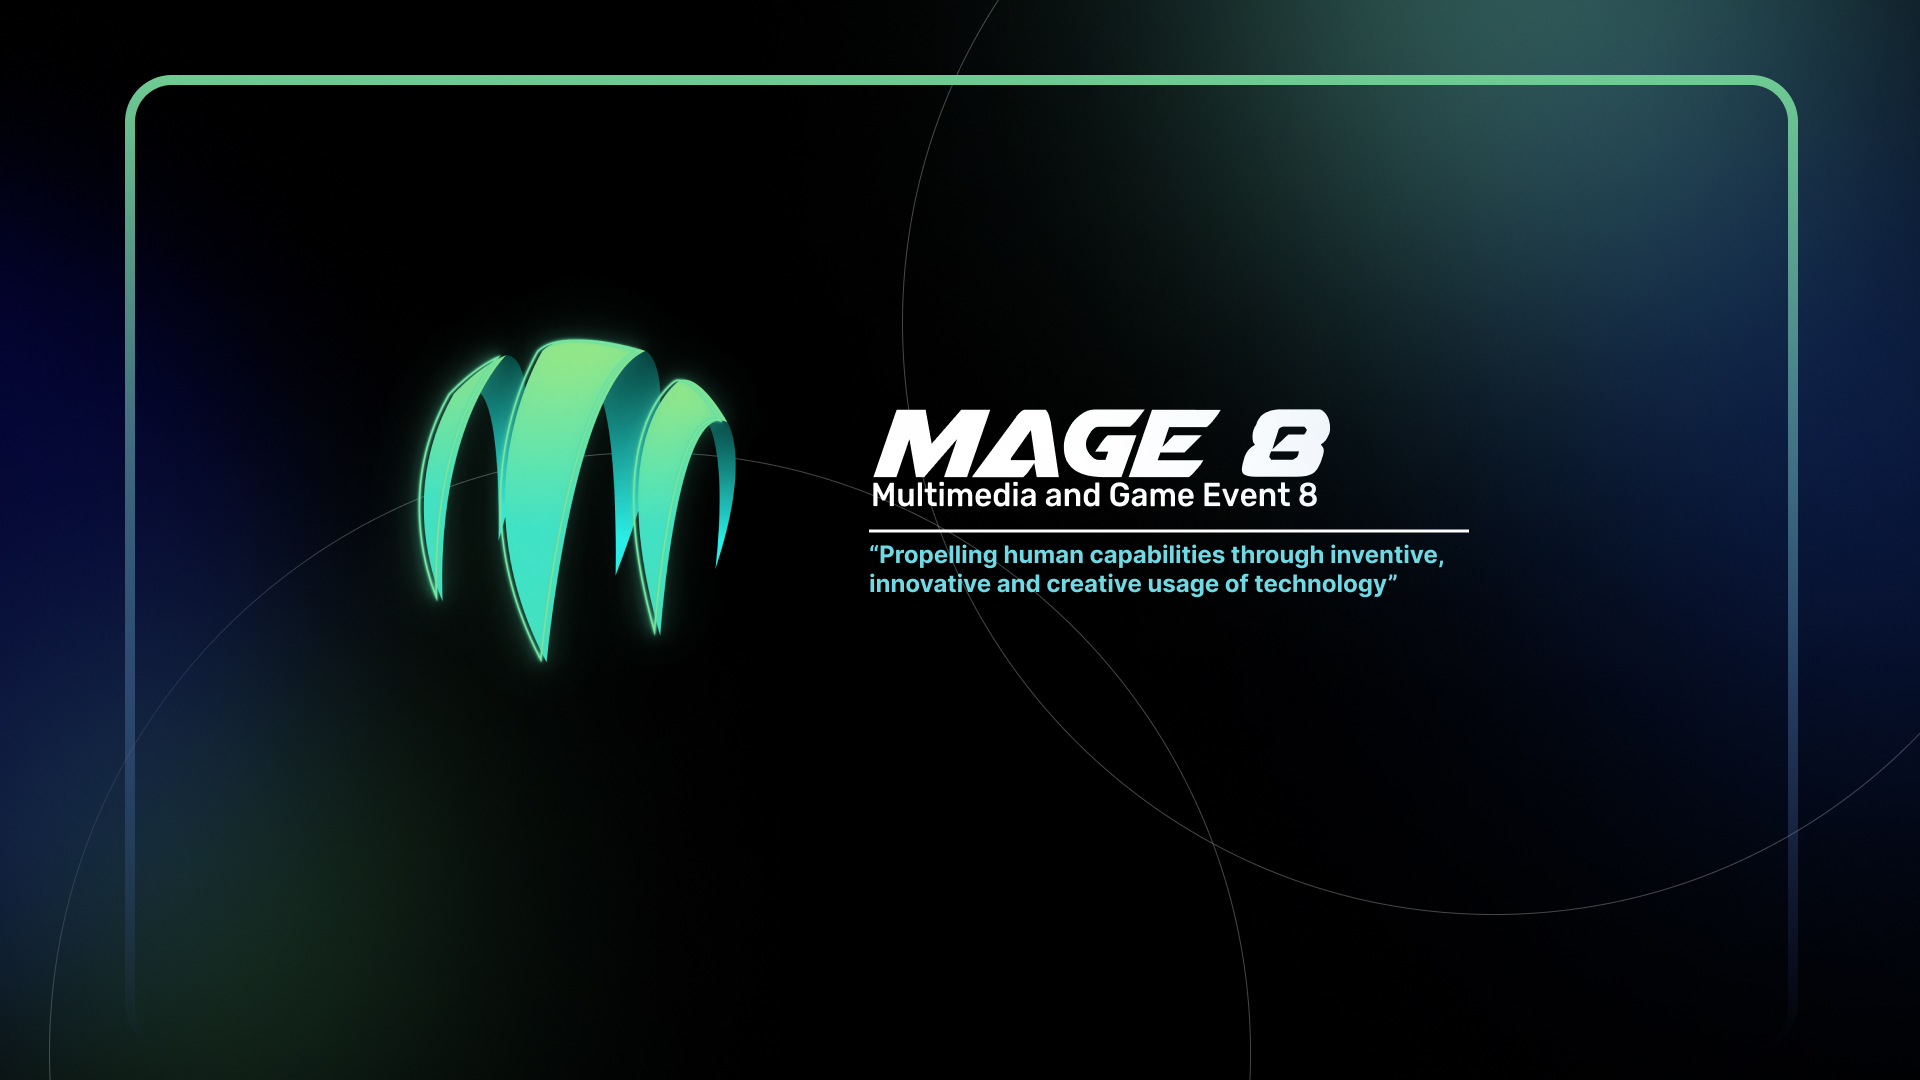 MAGE 8
Multimedia and Game Event 8
“Propelling human capabilities through inventive,
innovative and creative usage of technology”